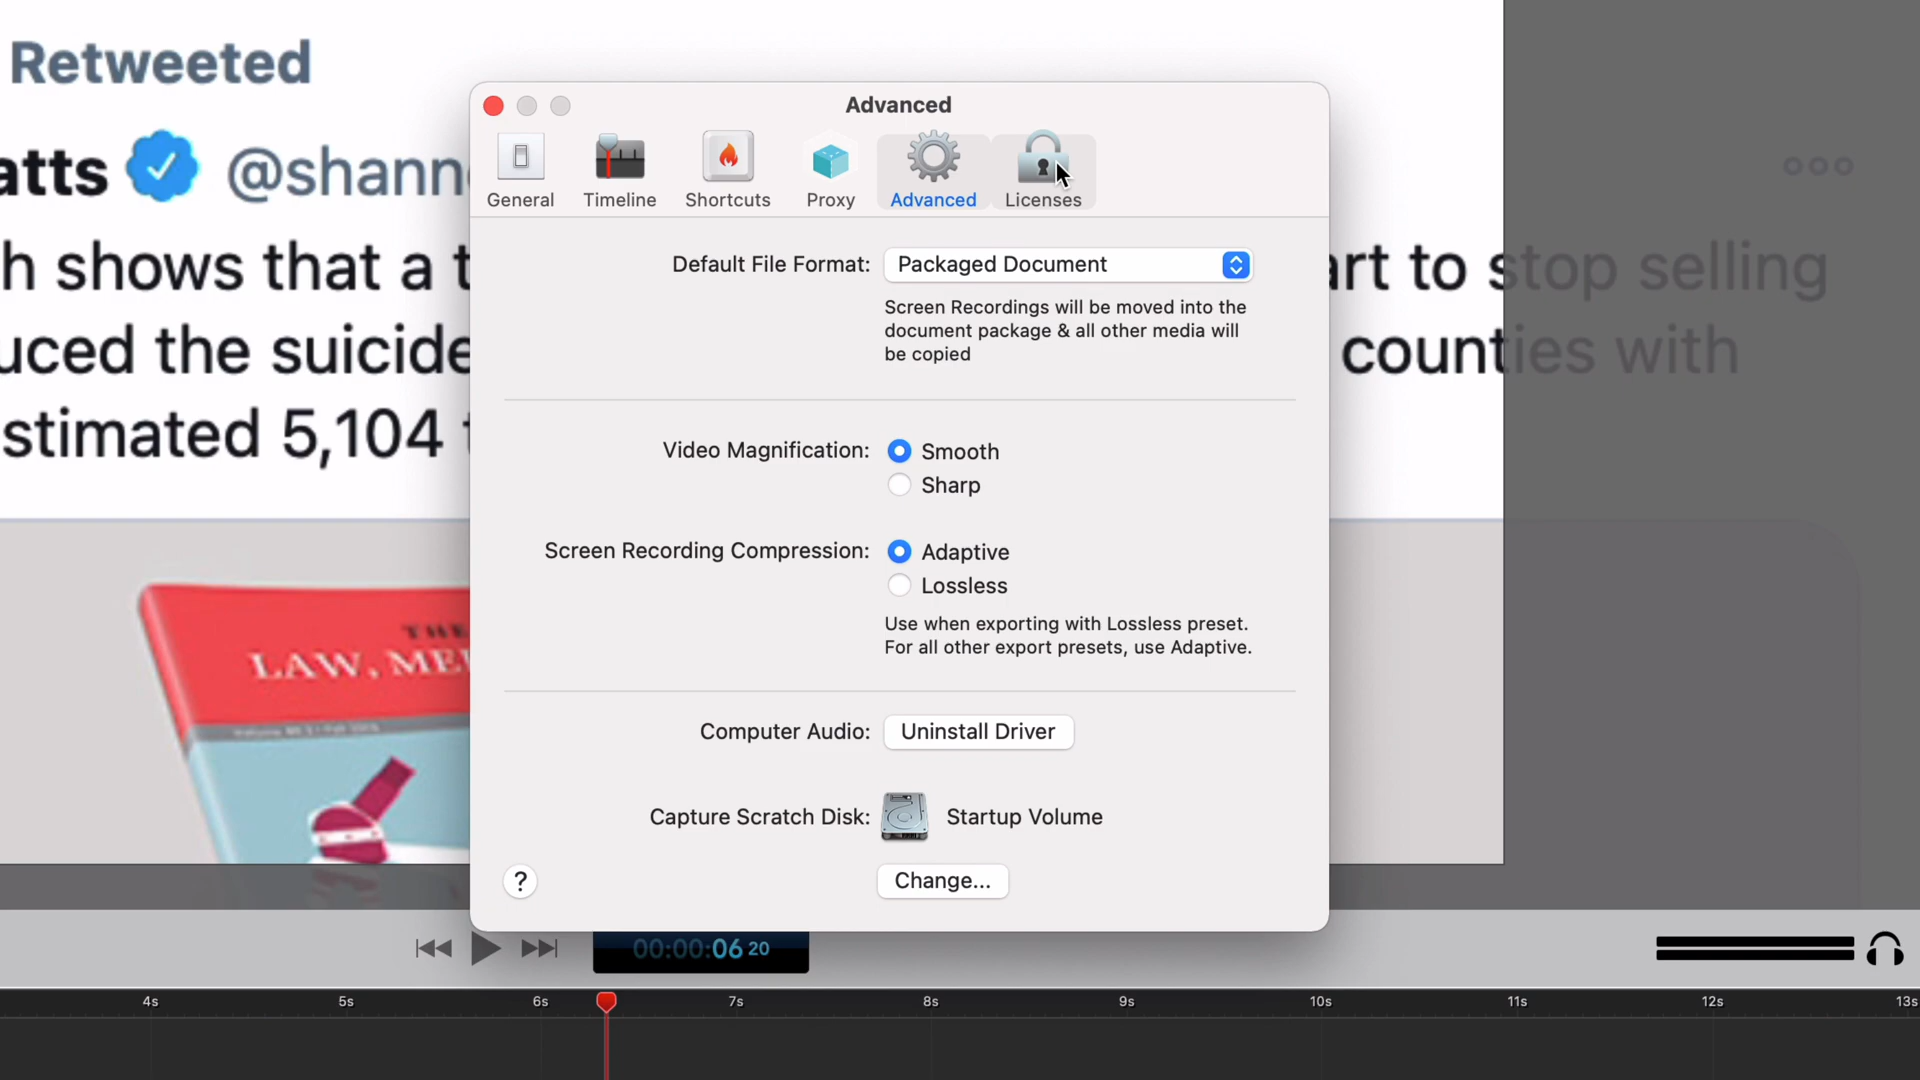 Retweeted
atts @shann
h shows that a t art to stop selling
uced the suicide counties with
stimated 5,104
THE
LAW, ME
Advanced
General Timeline Shortcuts Proxy Advanced Licenses
Default File Format: Packaged Document
Screen Recordings will be moved into the
document package & all other media will
be copied
Video Magnification: Smooth
Sharp
Screen Recording Compression: Adaptive
Lossless
Use when exporting with Lossless preset.
For all other export presets, use Adaptive.
Computer Audio: Uninstall Driver
Capture Scratch Disk: Startup Volume
? Change...
00:00:06 20
4s 5s 6s 7s 8s 9s 10s 11s 12s 13s